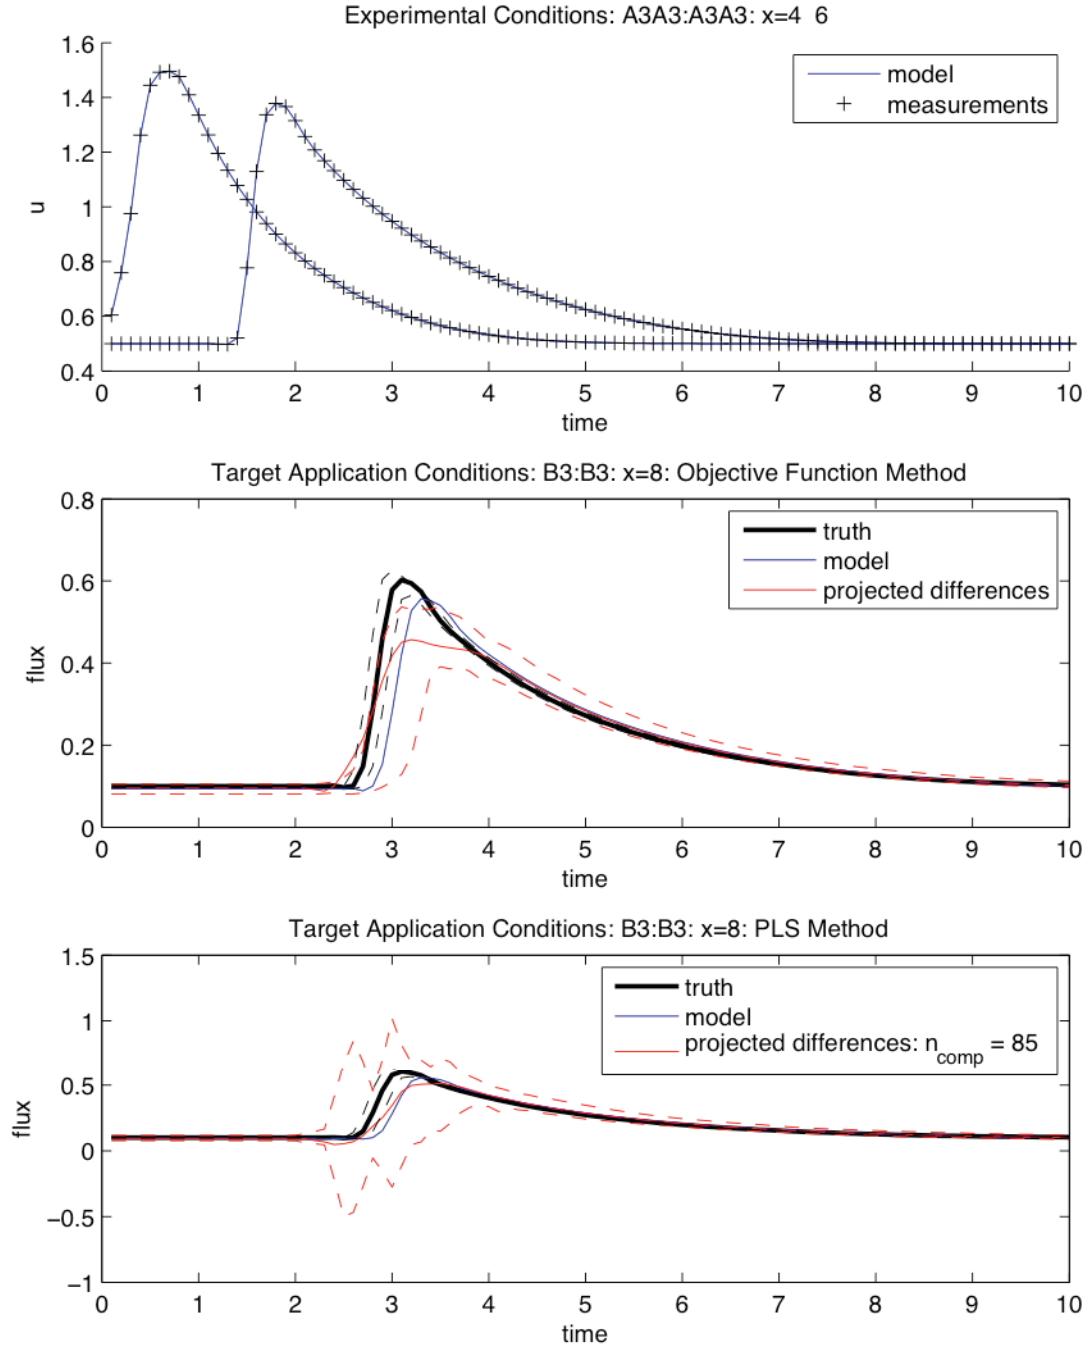 Experimental Conditions: A3A3:A3A3: x=4 6
1.6
1.4
1.2
1
0.8
0.6
0.4
u
model
measurements
0 1 2 3 4 5 6 7 8 9 10
time
Target Application Conditions: B3:B3: x=8: Objective Function Method
0.8
0.6
0.4
0.2
0
flux
truth
model
projected differences
0 1 2 3 4 5 6 7 8 9 10
time
Target Application Conditions: B3:B3: x=8: PLS Method
1.5
1
0.5
0
−0.5
−1
flux
truth
model
projected differences: n_comp = 85
0 1 2 3 4 5 6 7 8 9 10
time